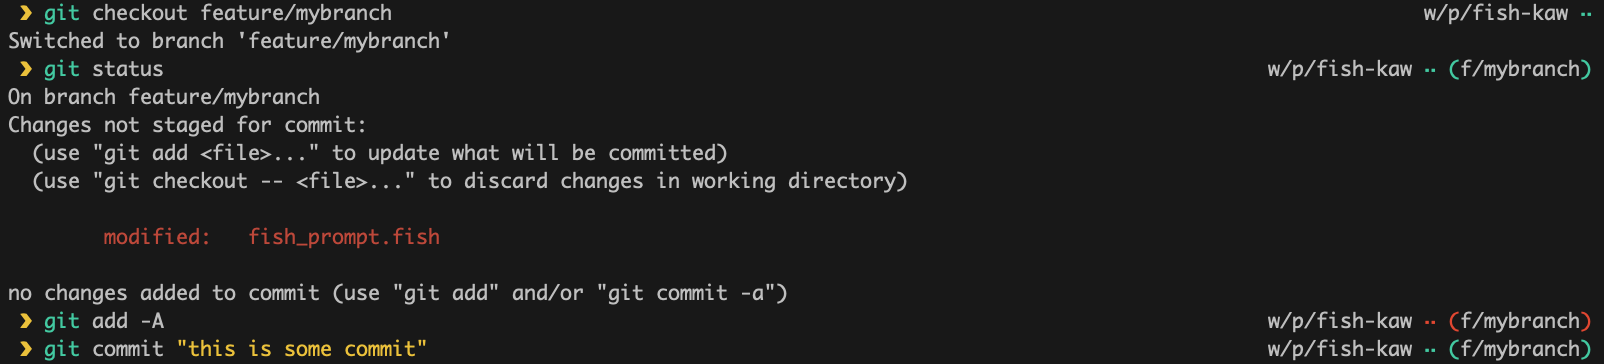 ❯ git checkout feature/mybranch w/p/fish-kaw ··
Switched to branch 'feature/mybranch'
❯ git status w/p/fish-kaw ·· (f/mybranch)
On branch feature/mybranch
Changes not staged for commit:
  (use "git add <file>..." to update what will be committed)
  (use "git checkout -- <file>..." to discard changes in working directory)
modified:   fish_prompt.fish
no changes added to commit (use "git add" and/or "git commit -a")
❯ git add -A w/p/fish-kaw ·· (f/mybranch)
❯ git commit "this is some commit" w/p/fish-kaw ·· (f/mybranch)